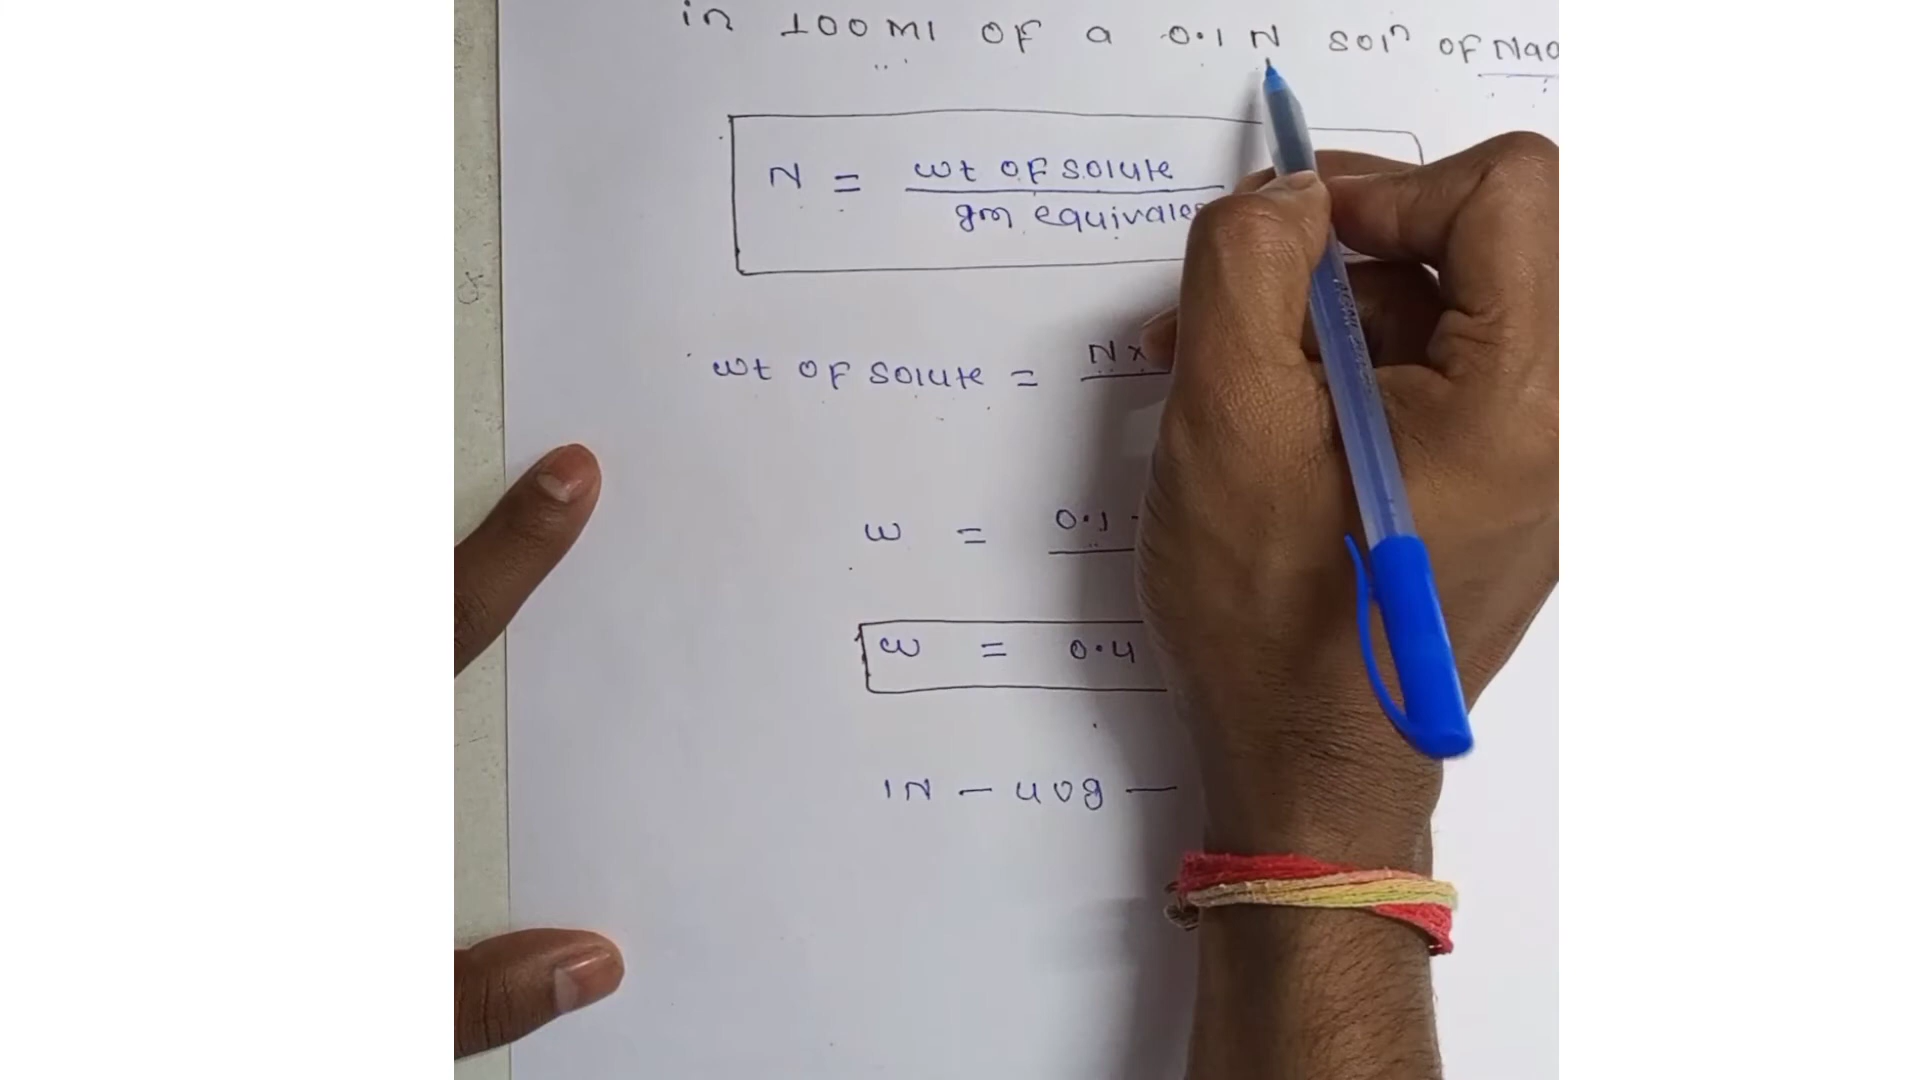 in 100 ml OF a 0.1 N solⁿ OF Nao
N = wt OF solute
gm equivale
wt OF solute = N x
w = 0.1
w = 0.4
1N - 40g -